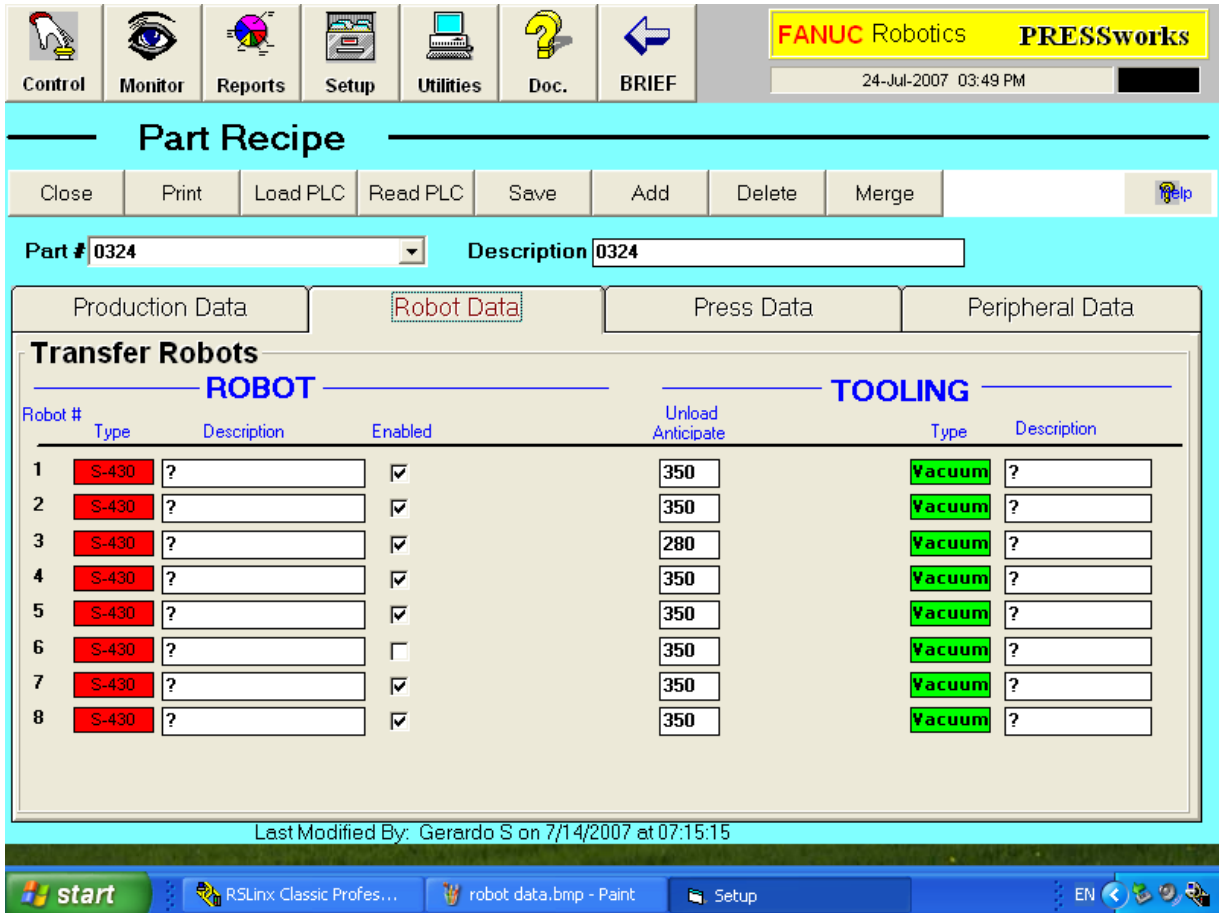 Control Monitor Reports Setup Utilities Doc. BRIEF
FANUC Robotics PRESSworks
24-Jul-2007 03:49 PM
Part Recipe
Close Print Load PLC Read PLC Save Add Delete Merge Help
Part # 0324 Description 0324
Production Data Robot Data Press Data Peripheral Data
Transfer Robots
ROBOT TOOLING
Robot # Type Description Enabled Unload Anticipate Type Description
1 S-430 ? 350 Vacuum ?
2 S-430 ? 350 Vacuum ?
3 S-430 ? 280 Vacuum ?
4 S-430 ? 350 Vacuum ?
5 S-430 ? 350 Vacuum ?
6 S-430 ? 350 Vacuum ?
7 S-430 ? 350 Vacuum ?
8 S-430 ? 350 Vacuum ?
Last Modified By: Gerardo S on 7/14/2007 at 07:15:15
start RSLinx Classic Profes... robot data.bmp - Paint Setup EN